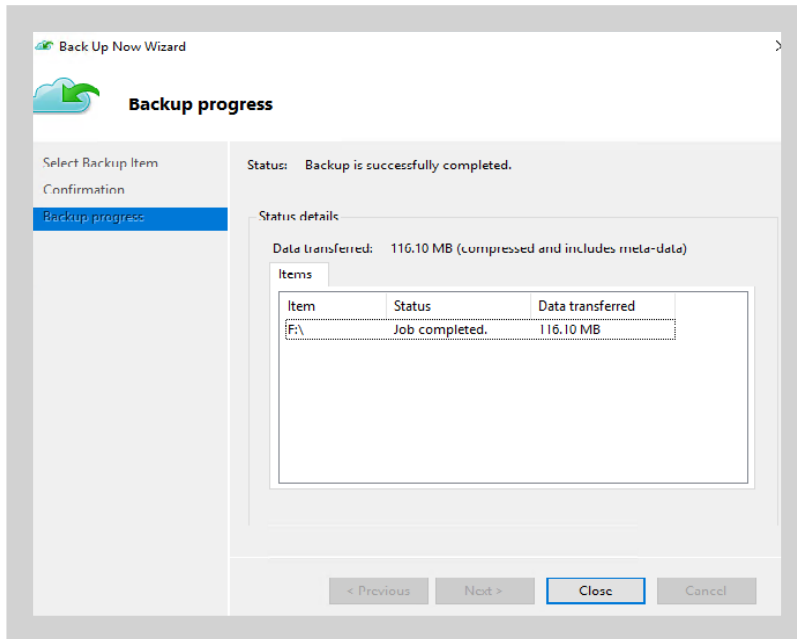 Back Up Now Wizard
Backup progress
Select Backup Item
Confirmation
Backup progress
Status: Backup is successfully completed.
Status details
Data transferred: 116.10 MB (compressed and includes meta-data)
Items
Item Status Data transferred
F:\ Job completed. 116.10 MB
< Previous Next > Close Cancel